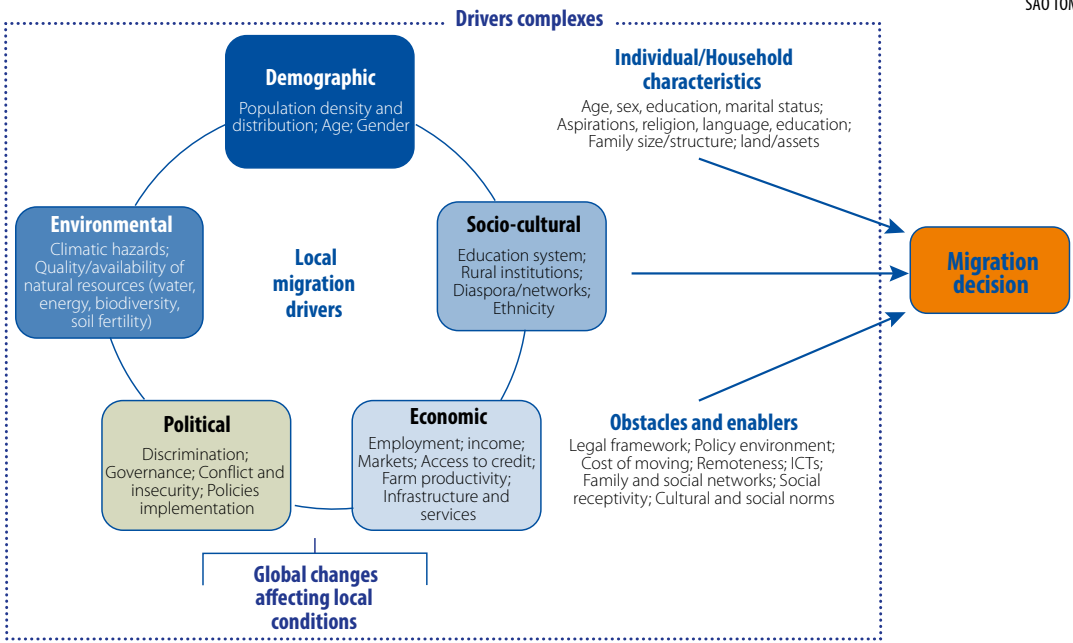 SAO TOM
Drivers complexes
Demographic
Population density and
distribution; Age; Gender
Individual/Household
characteristics
Age, sex, education, marital status;
Aspirations, religion, language, education;
Family size/structure; land/assets
Environmental
Climatic hazards;
Quality/availability of
natural resources (water,
energy, biodiversity,
soil fertility)
Local
migration
drivers
Socio-cultural
Education system;
Rural institutions;
Diaspora/networks;
Ethnicity
Migration
decision
Political
Discrimination;
Governance; Conflict and
insecurity; Policies
implementation
Economic
Employment; income;
Markets; Access to credit;
Farm productivity;
Infrastructure and
services
Obstacles and enablers
Legal framework; Policy environment;
Cost of moving; Remoteness; ICTs;
Family and social networks; Social
receptivity; Cultural and social norms
Global changes
affecting local
conditions